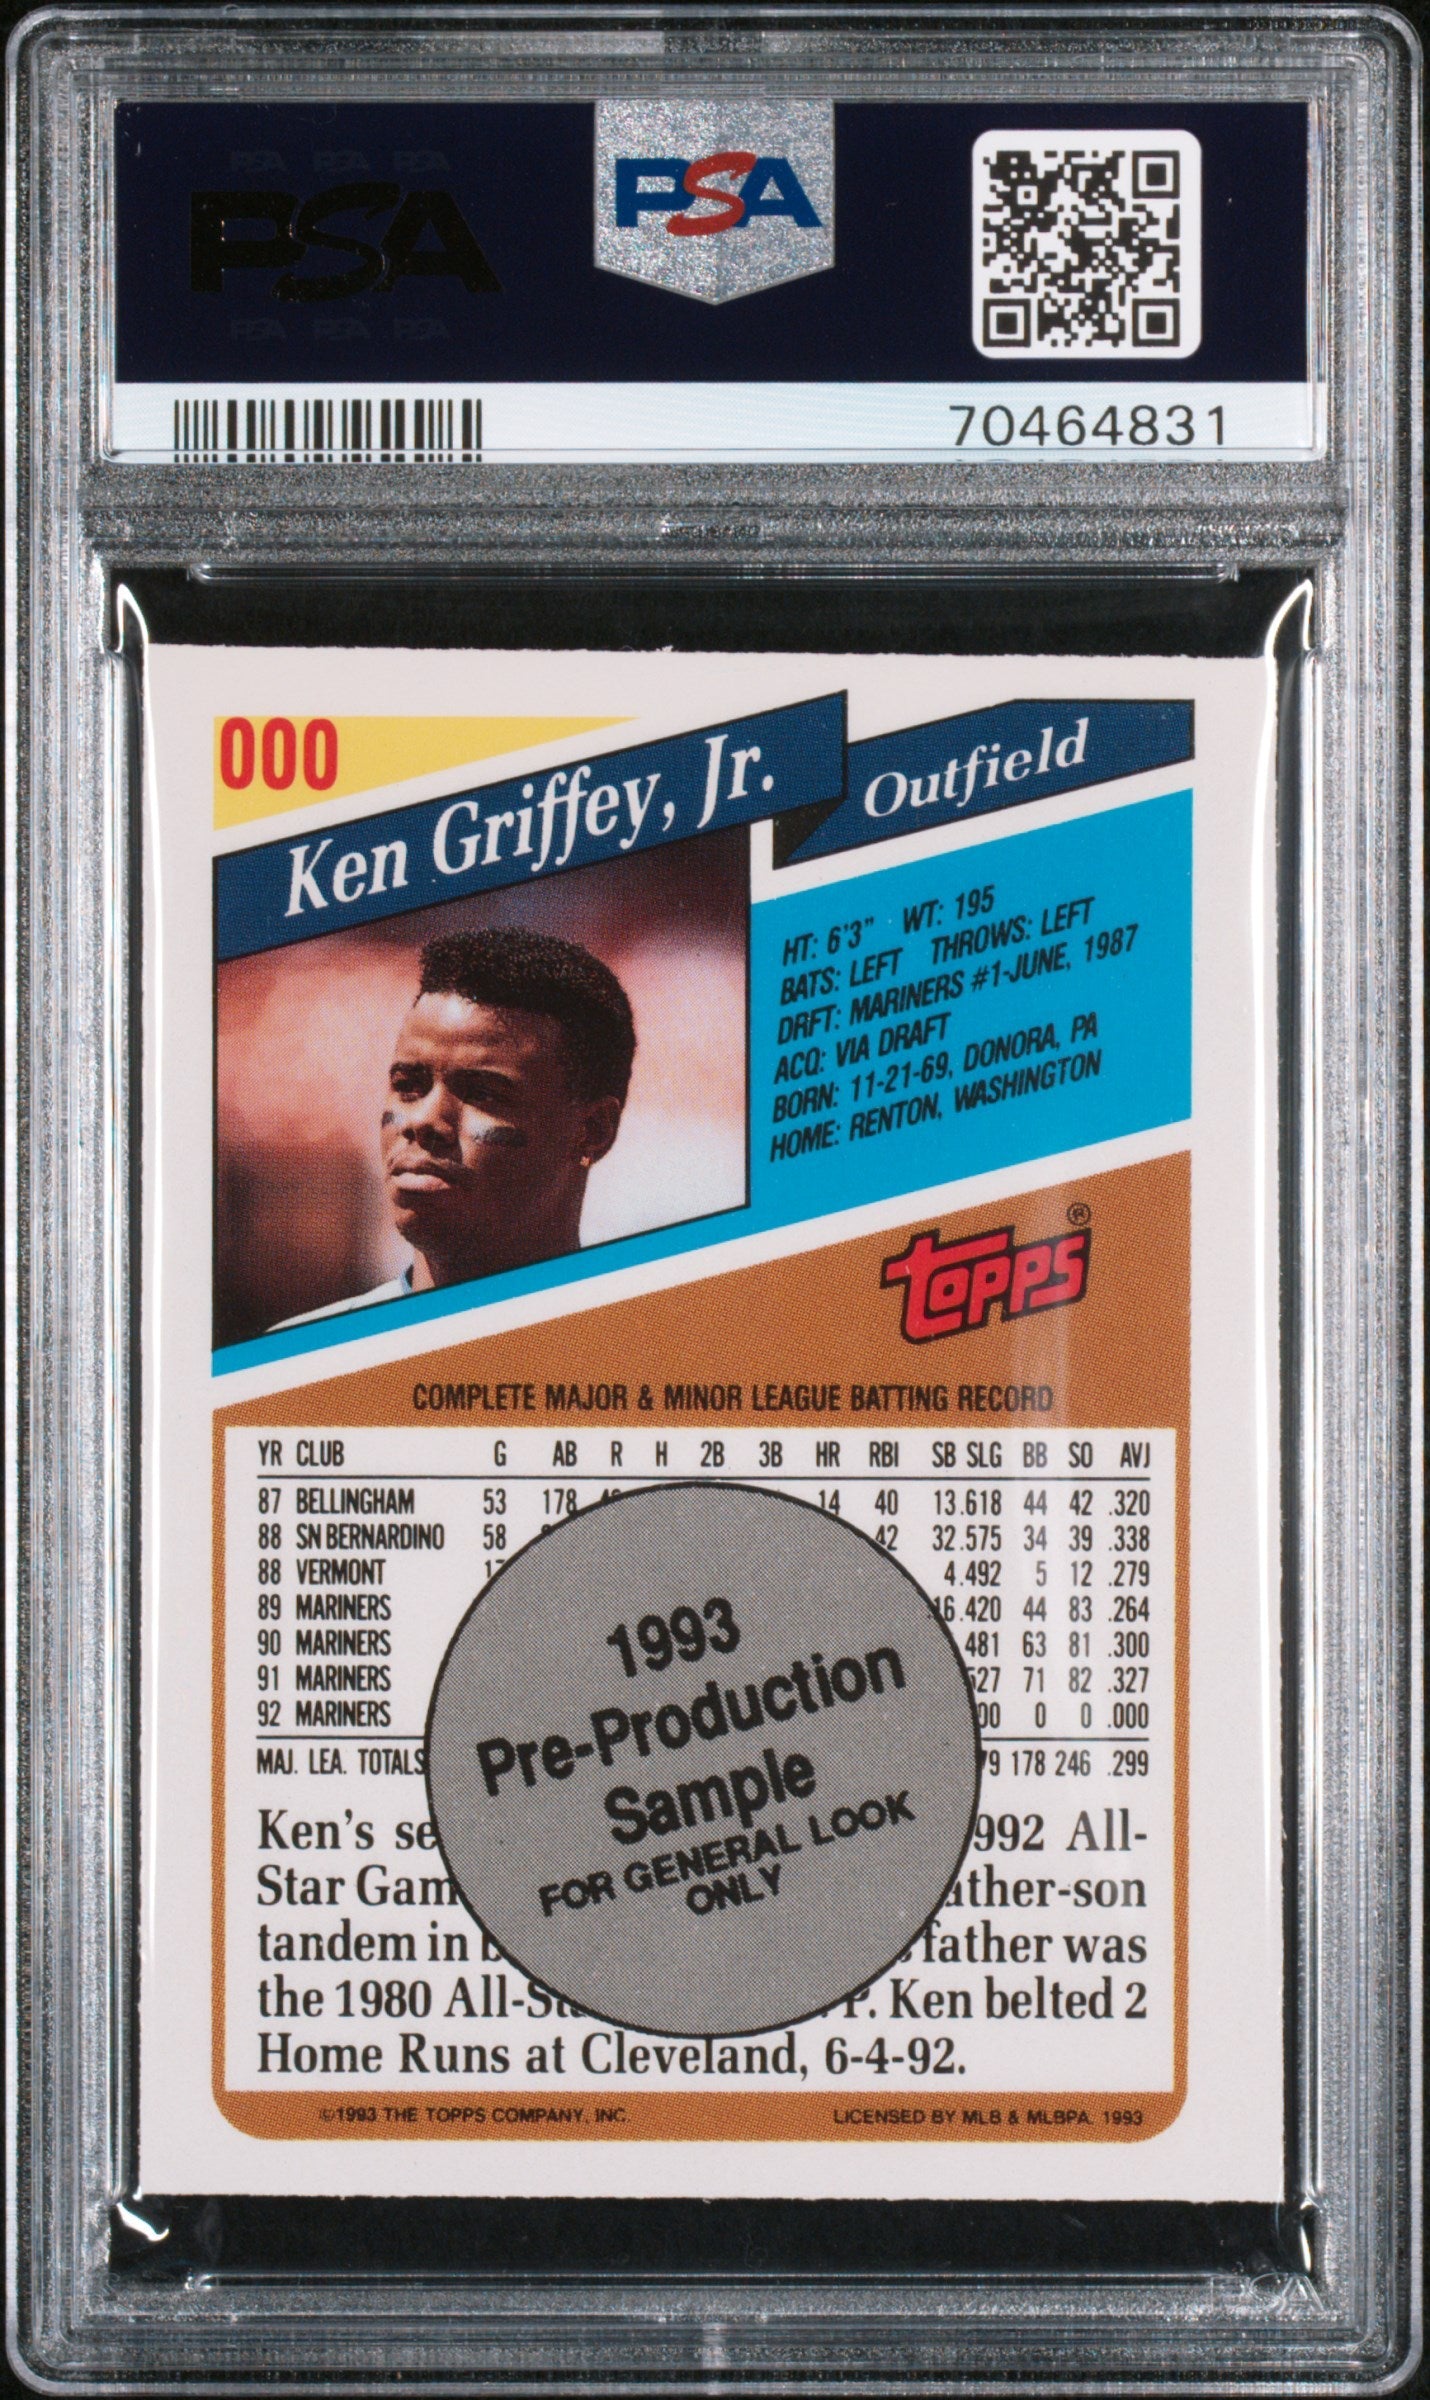 PSA
PSA
70464831
000
Ken Griffey, Jr.
Outfield
HT: 6'3" WT: 195
BATS: LEFT THROWS: LEFT
DRFT: MARINERS #1-JUNE, 1987
ACQ: VIA DRAFT
BORN: 11-21-69, DONORA, PA
HOME: RENTON, WASHINGTON
TOPPS®
COMPLETE MAJOR & MINOR LEAGUE BATTING RECORD
YR CLUB G AB R H 2B 3B HR RBI SB SLG BB SO AVJ
87 BELLINGHAM 53 178 14 40 13 .618 44 42 .320
88 SN BERNARDINO 58 42 32 .575 34 39 .338
88 VERMONT 4 .492 5 12 .279
89 MARINERS 16 .420 44 83 .264
90 MARINERS 481 63 81 .300
91 MARINERS 527 71 82 .327
92 MARINERS 00 0 0 .000
MAJ. LEA. TOTALS 79 178 246 .299
1993
Pre-Production
Sample
FOR GENERAL LOOK
ONLY
Ken's se 1992 All-
Star Gam father-son
tandem in father was
the 1980 All-St P. Ken belted 2
Home Runs at Cleveland, 6-4-92.
©1993 THE TOPPS COMPANY, INC. LICENSED BY MLB & MLBPA 1993
PSA